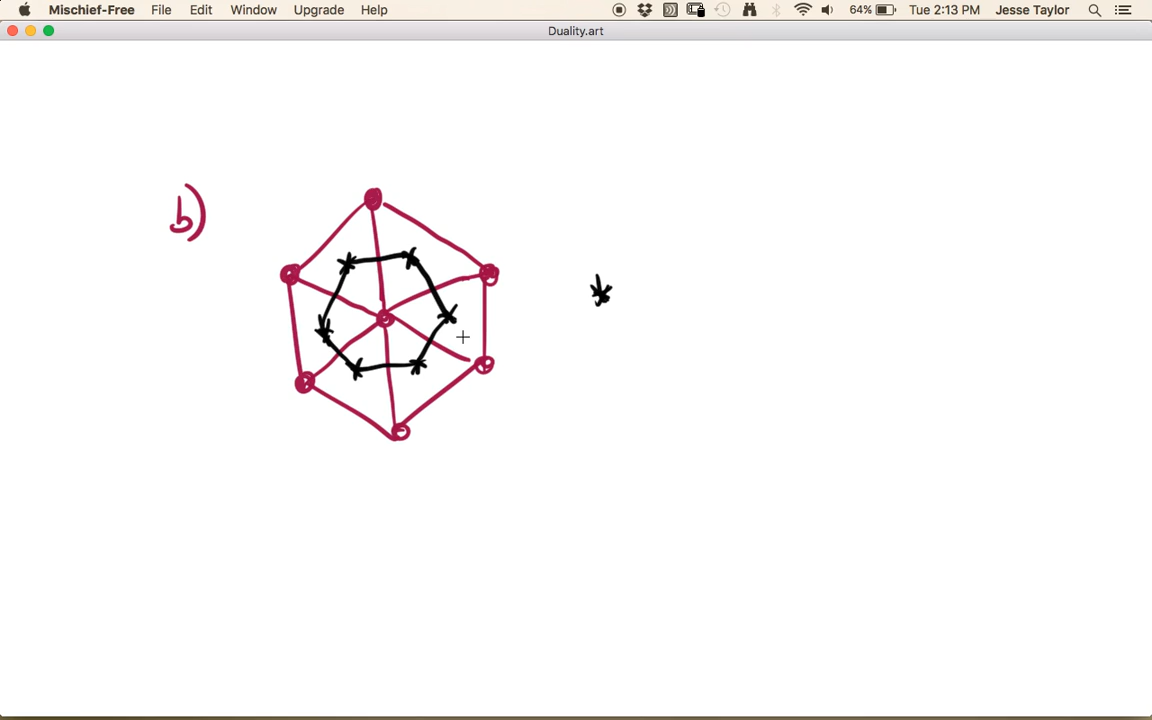 Mischief-Free File Edit Window Upgrade Help 64% Tue 2:13 PM Jesse Taylor
Duality.art
b)